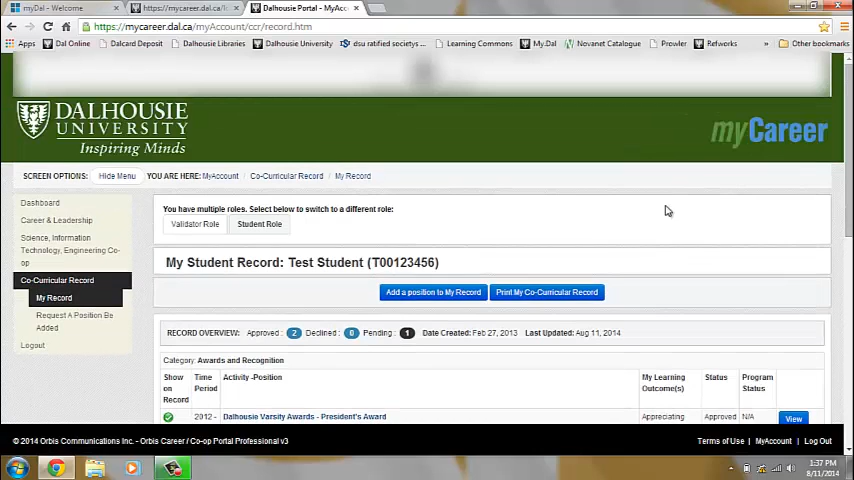 myDal - Welcome
https://mycareer.dal.ca/l
Dalhousie Portal - MyAcc
https://mycareer.dal.ca/myAccount/ccr/record.htm
Apps Dal Online Dalcard Deposit Dalhousie Libraries Dalhousie University dsu ratified societys ... Learning Commons My.Dal Novanet Catalogue Prowler Refworks » Other bookmarks
DALHOUSIE
UNIVERSITY
Inspiring Minds
myCareer
SCREEN OPTIONS: Hide Menu YOU ARE HERE: MyAccount / Co-Curricular Record / My Record
Dashboard
Career & Leadership
Science, Information
Technology, Engineering Co-
op
Co-Curricular Record
My Record
Request A Position Be
Added
Logout
You have multiple roles. Select below to switch to a different role:
Validator Role Student Role
My Student Record: Test Student (T00123456)
Add a position to My Record Print My Co-Curricular Record
RECORD OVERVIEW: Approved : 2 Declined : 0 Pending : 1 Date Created: Feb 27, 2013 Last Updated: Aug 11, 2014
Category: Awards and Recognition
Show
on
Record
Time
Period
Activity -Position
My Learning
Outcome(s)
Status
Program
Status
2012 - Dalhousie Varsity Awards - President's Award Appreciating Approved N/A View
© 2014 Orbis Communications Inc. - Orbis Career / Co-op Portal Professional v3
Terms of Use | MyAccount | Log Out
1:37 PM
8/11/2014